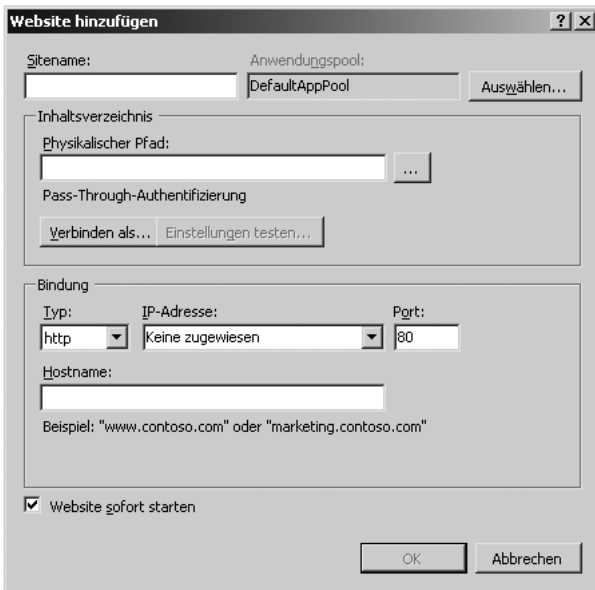 Website hinzufügen
Sitename: Anwendungspool:
DefaultAppPool Auswählen...
Inhaltsverzeichnis
Physikalischer Pfad:
...
Pass-Through-Authentifizierung
Verbinden als... Einstellungen testen...
Bindung
Typ: IP-Adresse: Port:
http Keine zugewiesen 80
Hostname:
Beispiel: "www.contoso.com" oder "marketing.contoso.com"
Website sofort starten
OK Abbrechen